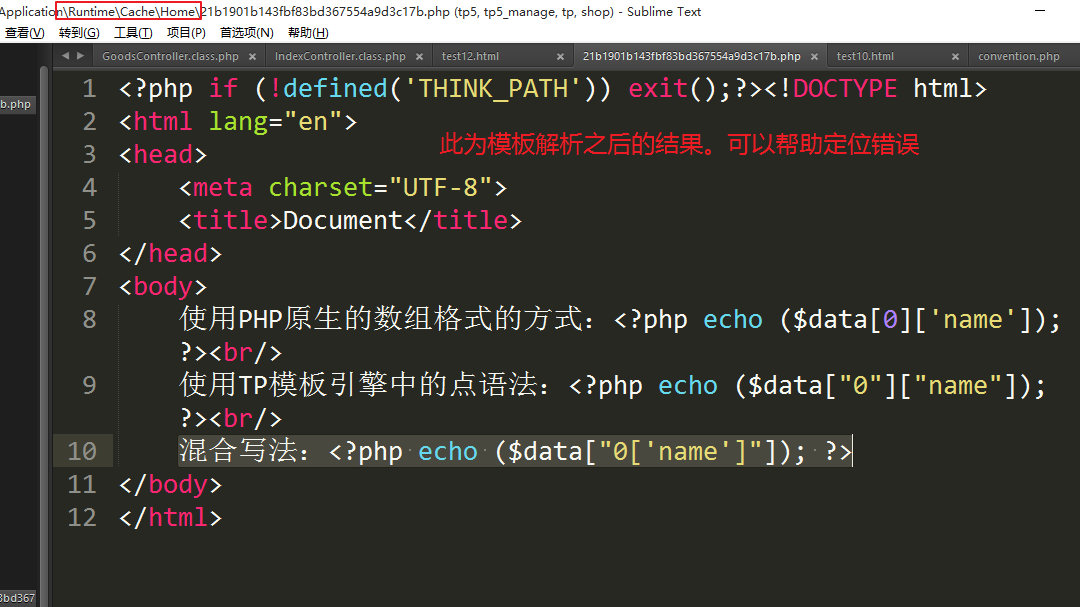 Application\Runtime\Cache\Home\21b1901b143fbf83bd367554a9d3c17b.php (tp5, tp5_manage, tp, shop) - Sublime Text
查看(V) 转到(G) 工具(T) 项目(P) 首选项(N) 帮助(H)
GoodsController.class.php × IndexController.class.php × test12.html × 21b1901b143fbf83bd367554a9d3c17b.php × test10.html × convention.php
b.php
1 <?php if (!defined('THINK_PATH')) exit();?><!DOCTYPE html>
2 <html lang="en">
此为模板解析之后的结果。可以帮助定位错误
3 <head>
4 <meta charset="UTF-8">
5 <title>Document</title>
6 </head>
7 <body>
8 使用PHP原生的数组格式的方式：<?php echo ($data[0]['name']);
?><br/>
9 使用TP模板引擎中的点语法：<?php echo ($data["0"]["name"]);
?><br/>
10 混合写法：<?php echo ($data["0['name']"]); ?>
11 </body>
12 </html>
3bd367